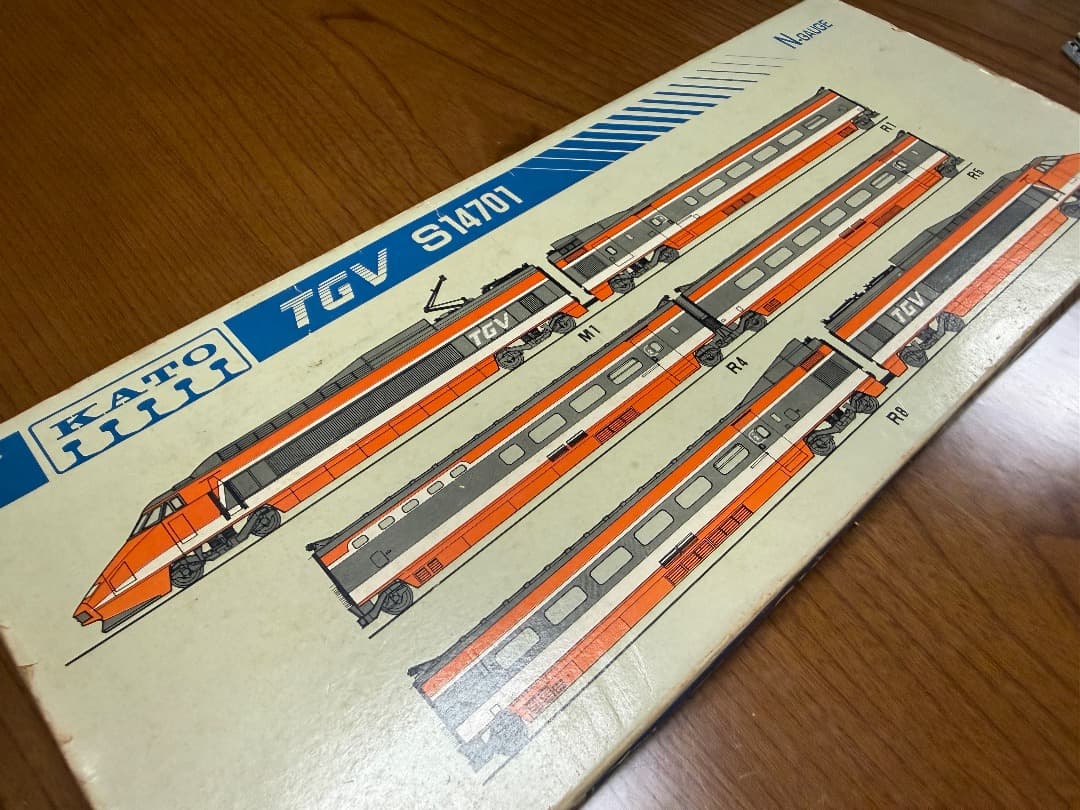 N-GAUGE
TGV S14701
KATO
R1
R5
TGV
M1
R4
TGV
R8